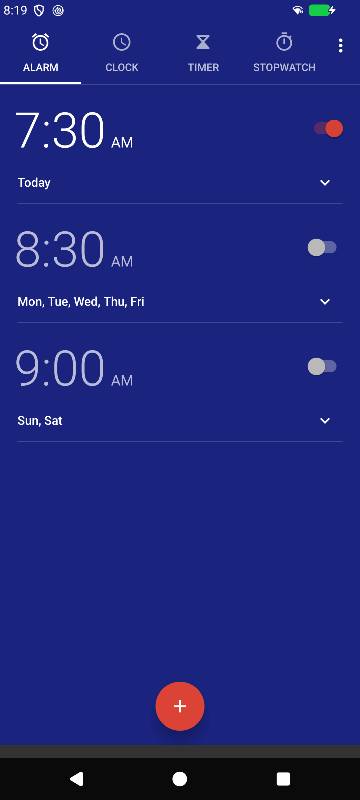 8:19
ALARM
CLOCK
TIMER
STOPWATCH
7:30 AM
Today
8:30 AM
Mon, Tue, Wed, Thu, Fri
9:00 AM
Sun, Sat